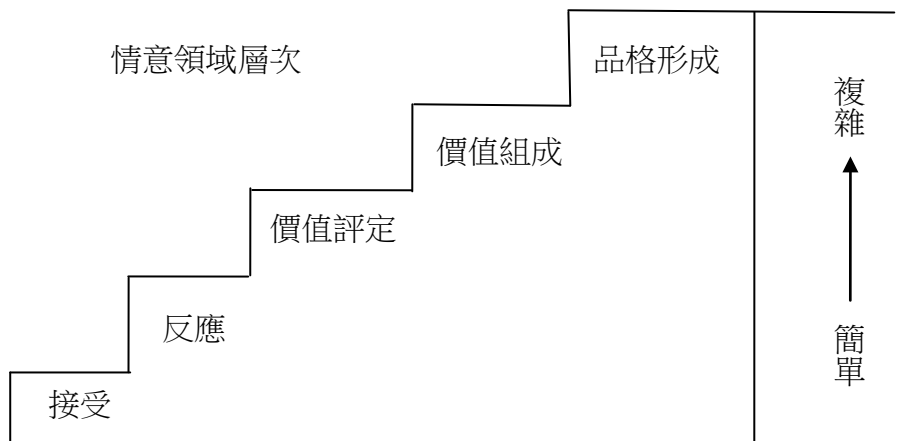 情意領域層次
品格形成
價值組成
價值評定
反應
接受
複雜
簡單